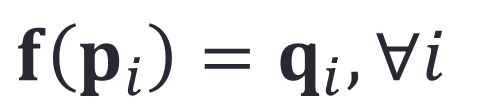 𝐟(𝐩ᵢ) = 𝐪ᵢ, ∀𝑖